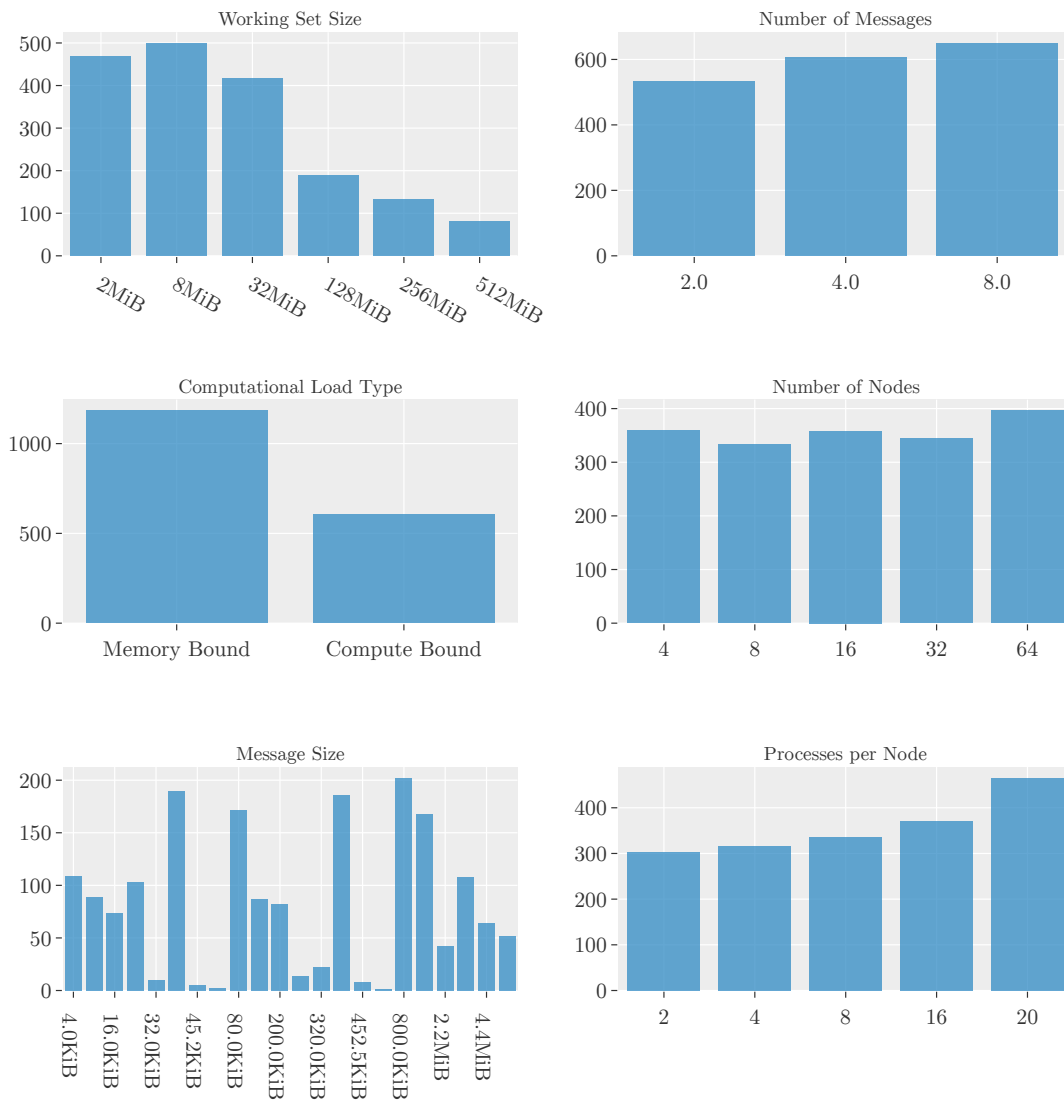 Working Set Size
500
400
300
200
100
0
2MiB 8MiB 32MiB 128MiB 256MiB 512MiB
Number of Messages
600
400
200
0
2.0 4.0 8.0
Computational Load Type
1000
500
0
Memory Bound Compute Bound
Number of Nodes
400
300
200
100
0
4 8 16 32 64
Message Size
200
150
100
50
0
4.0KiB 16.0KiB 32.0KiB 45.2KiB 80.0KiB 200.0KiB 320.0KiB 452.5KiB 800.0KiB 2.2MiB 4.4MiB
Processes per Node
400
300
200
100
0
2 4 8 16 20